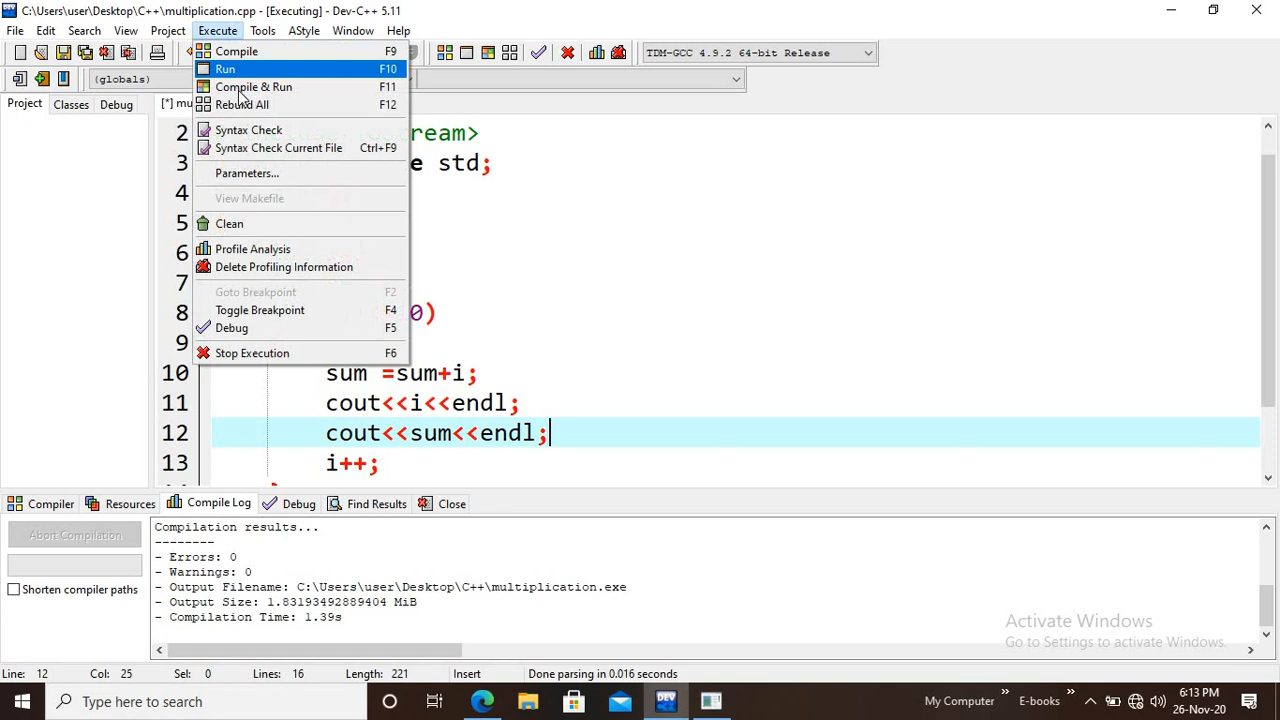 C:\Users\user\Desktop\C++\multiplication.cpp - [Executing] - Dev-C++ 5.11
File Edit Search View Project Execute Tools AStyle Window Help
TDM-GCC 4.9.2 64-bit Release
(globals)
Project Classes Debug [*] mu
Compile F9
Run F10
Compile & Run F11
Rebuild All F12
Syntax Check
Syntax Check Current File Ctrl+F9
Parameters...
View Makefile
Clean
Profile Analysis
Delete Profiling Information
Goto Breakpoint F2
Toggle Breakpoint F4
Debug F5
Stop Execution F6
2 stream>
3 e std;
4
5
6
7
8 0)
9
10 sum =sum+i;
11 cout<<i<<endl;
12 cout<<sum<<endl;
13 i++;
Compiler Resources Compile Log Debug Find Results Close
Abort Compilation
Shorten compiler paths
Compilation results...
--------
- Errors: 0
- Warnings: 0
- Output Filename: C:\Users\user\Desktop\C++\multiplication.exe
- Output Size: 1.83193492889404 MiB
- Compilation Time: 1.39s
Activate Windows
Go to Settings to activate Windows.
Line: 12 Col: 25 Sel: 0 Lines: 16 Length: 221 Insert Done parsing in 0.016 seconds
Type here to search
DEV
My Computer » E-books »
6:13 PM
26-Nov-20